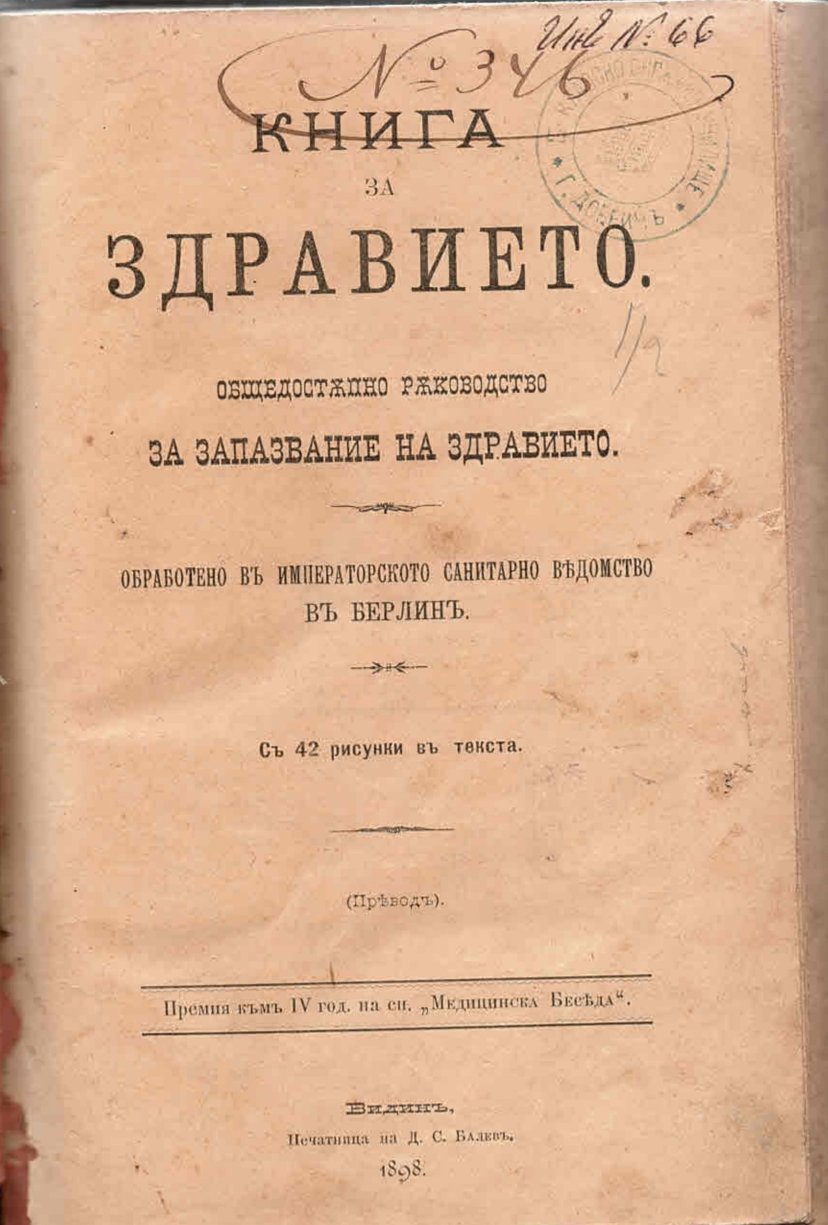 Инв № 66
№ 346
КНИГА
ЗА
ЗДРАВИЕТО.
Г. ДОБРИЧЪ
ОБЩЕДОСТѪПНО РѪКОВОДСТВО
ЗА ЗАПАЗВАНИЕ НА ЗДРАВИЕТО.
ОБРАБОТЕНО ВЪ ИМПЕРАТОРСКОТО САНИТАРНО ВѢДОМСТВО
ВЪ БЕРЛИНЪ.
Съ 42 рисунки въ текста.
(Прѣводъ).
Премия къмъ IV год. на сп. „Медицинска Бесѣда“.
Видинъ,
Печатница на Д. С. Балевъ.
1898.